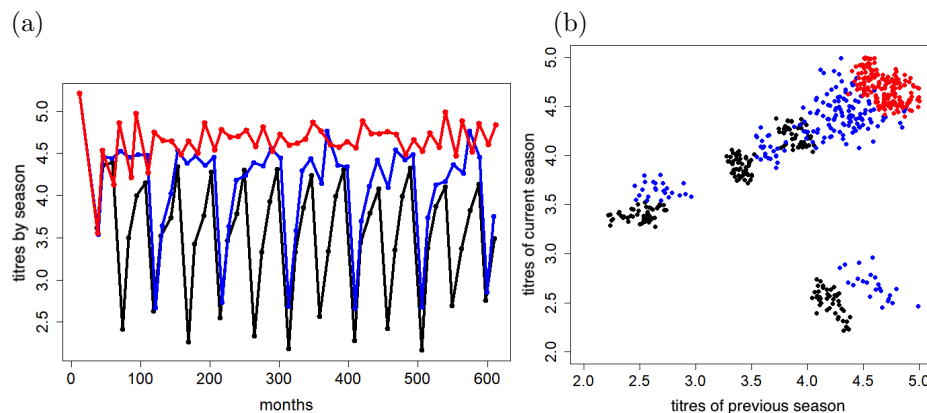 (a)
titres by season
5.0
4.5
4.0
3.5
3.0
2.5
0 100 200 300 400 500 600
months
(b)
titres of current season
5.0
4.5
4.0
3.5
3.0
2.5
2.0
2.0 2.5 3.0 3.5 4.0 4.5 5.0
titres of previous season